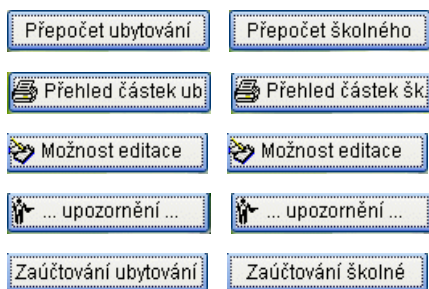 Přepočet ubytování Přepočet školného
Přehled částek ub Přehled částek šk.
Možnost editace Možnost editace
... upozornění ... ... upozornění ...
Zaúčtování ubytování Zaúčtování školné